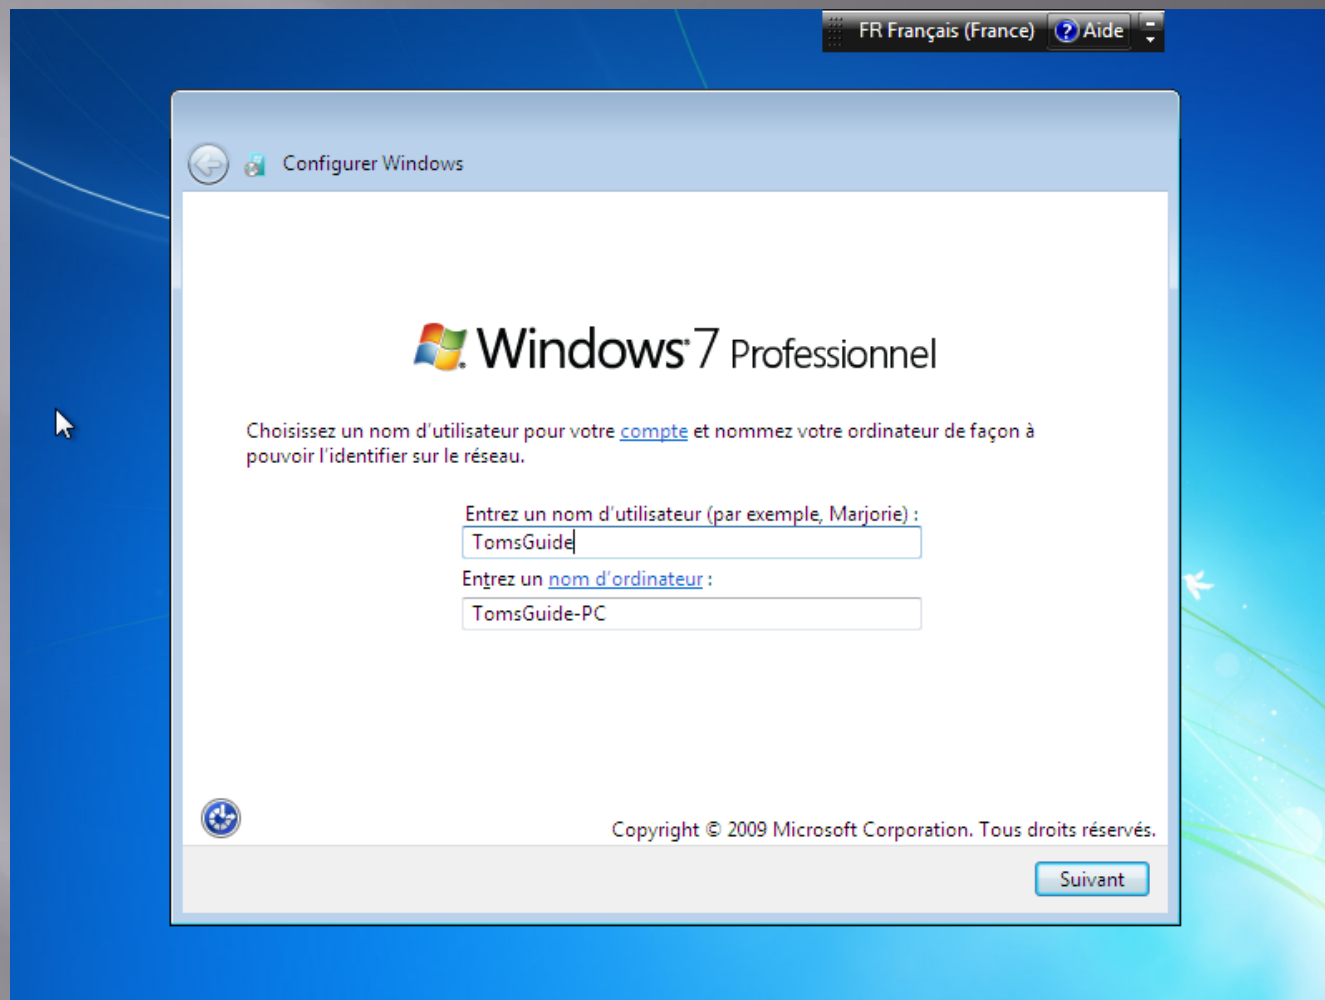 FR Français (France) Aide
Configurer Windows
Windows 7 Professionnel
Choisissez un nom d'utilisateur pour votre compte et nommez votre ordinateur de façon à
pouvoir l'identifier sur le réseau.
Entrez un nom d'utilisateur (par exemple, Marjorie) :
TomsGuide
Entrez un nom d'ordinateur :
TomsGuide-PC
Copyright © 2009 Microsoft Corporation. Tous droits réservés.
Suivant